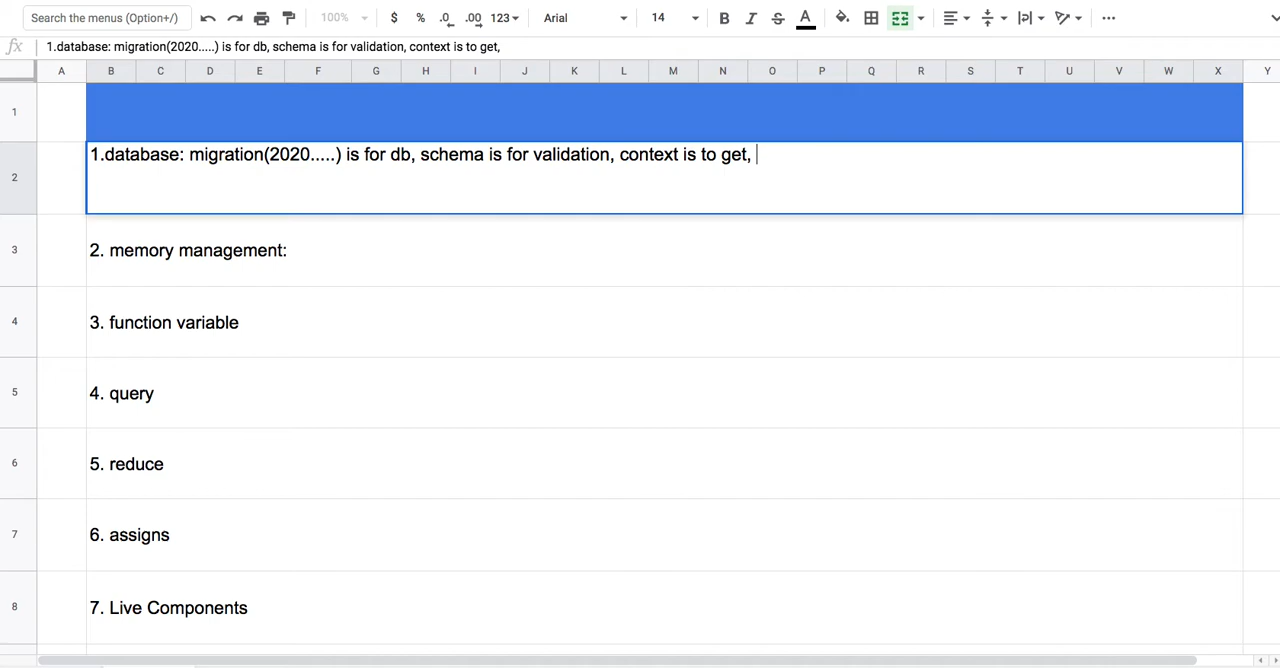 Search the menus (Option+/)
100%
$
%
.0
.00
123
Arial
14
B
I
S
A
fx
1.database: migration(2020.....) is for db, schema is for validation, context is to get,
A B C D E F G H I J K L M N O P Q R S T U V W X Y
1
2
1.database: migration(2020.....) is for db, schema is for validation, context is to get,
3
2. memory management:
4
3. function variable
5
4. query
6
5. reduce
7
6. assigns
8
7. Live Components